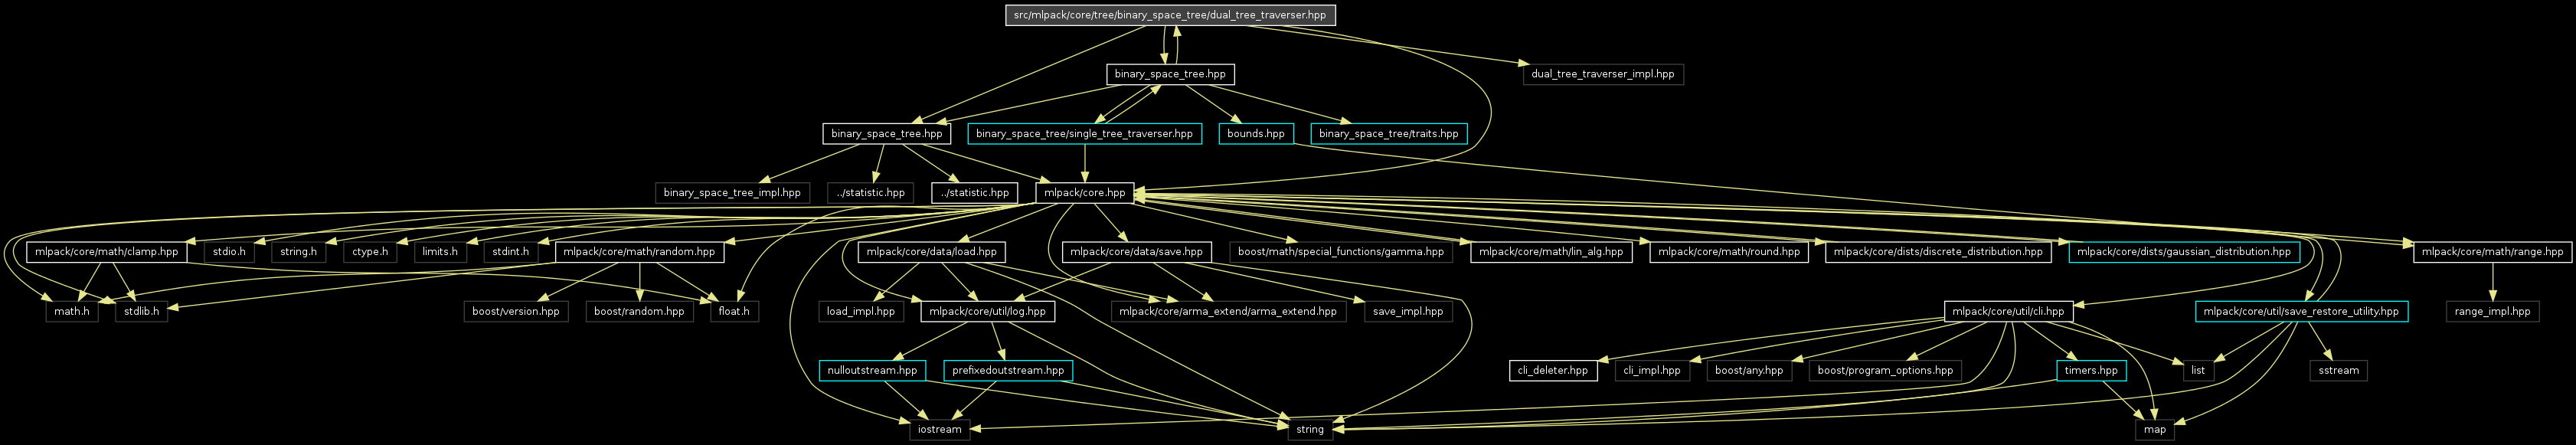 src/mlpack/core/tree/binary_space_tree/dual_tree_traverser.hpp
binary_space_tree.hpp
dual_tree_traverser_impl.hpp
binary_space_tree.hpp
binary_space_tree/single_tree_traverser.hpp
bounds.hpp
binary_space_tree/traits.hpp
binary_space_tree_impl.hpp
../statistic.hpp
../statistic.hpp
mlpack/core.hpp
mlpack/core/math/clamp.hpp
stdio.h
string.h
ctype.h
limits.h
stdint.h
mlpack/core/math/random.hpp
mlpack/core/data/load.hpp
mlpack/core/data/save.hpp
boost/math/special_functions/gamma.hpp
mlpack/core/math/lin_alg.hpp
mlpack/core/math/round.hpp
mlpack/core/dists/discrete_distribution.hpp
mlpack/core/dists/gaussian_distribution.hpp
mlpack/core/math/range.hpp
math.h
stdlib.h
boost/version.hpp
boost/random.hpp
float.h
load_impl.hpp
mlpack/core/util/log.hpp
mlpack/core/arma_extend/arma_extend.hpp
save_impl.hpp
mlpack/core/util/cli.hpp
mlpack/core/util/save_restore_utility.hpp
range_impl.hpp
nulloutstream.hpp
prefixedoutstream.hpp
cli_deleter.hpp
cli_impl.hpp
boost/any.hpp
boost/program_options.hpp
timers.hpp
list
sstream
iostream
string
map